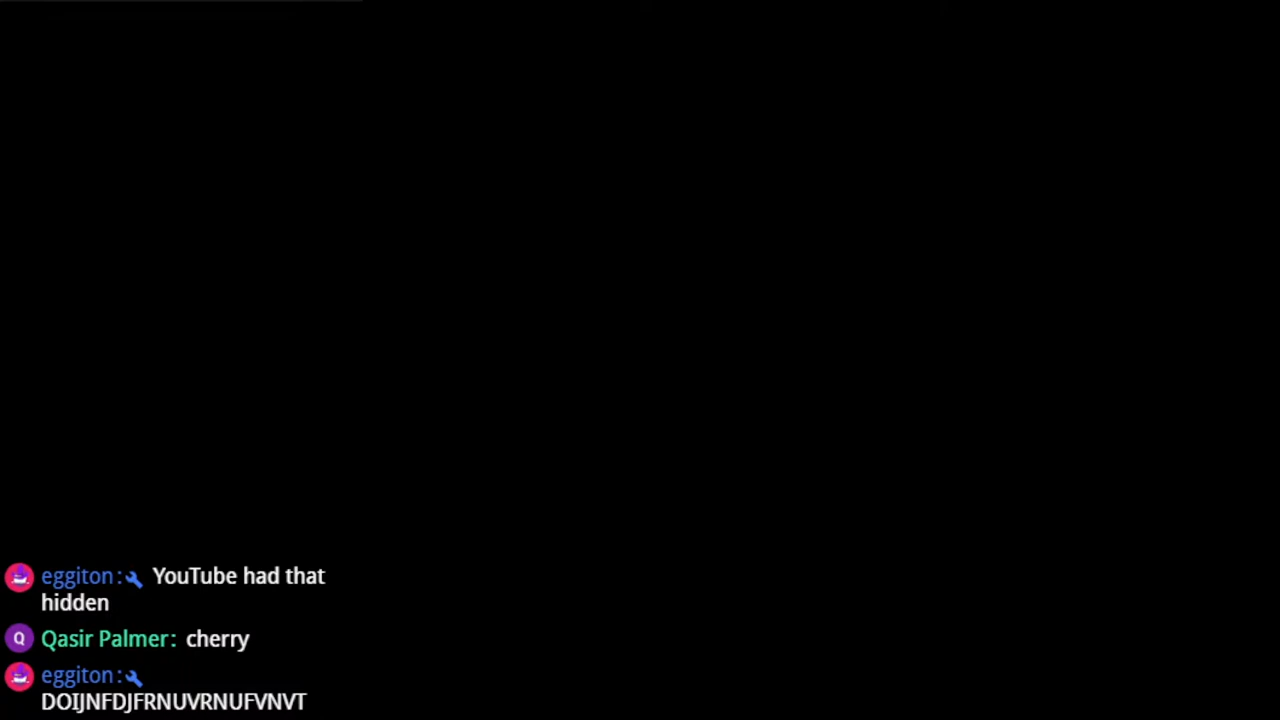 eggiton: YouTube had that
hidden
Q Qasir Palmer: cherry
eggiton:
DOIJNFDJFRNUVRNUFVNVT